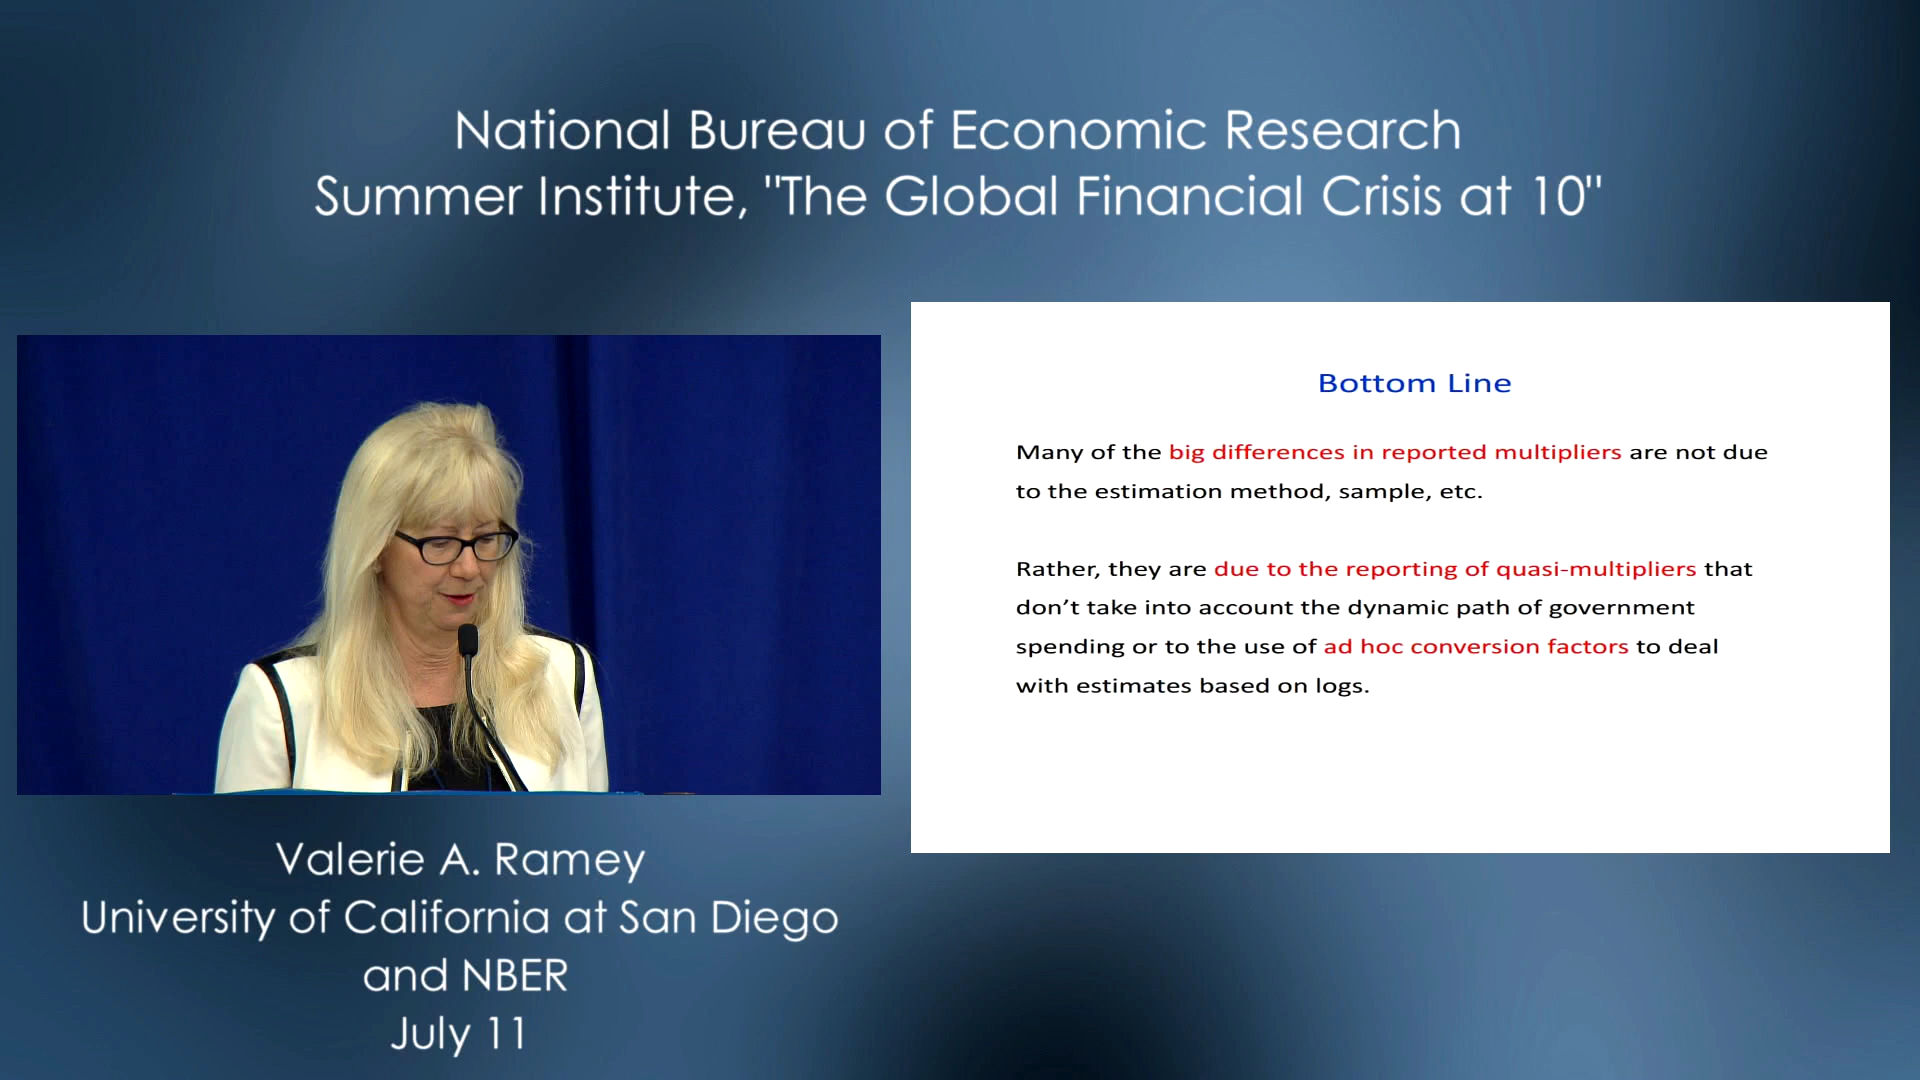 National Bureau of Economic Research
Summer Institute, "The Global Financial Crisis at 10"
Bottom Line
Many of the big differences in reported multipliers are not due
to the estimation method, sample, etc.
Rather, they are due to the reporting of quasi-multipliers that
don’t take into account the dynamic path of government
spending or to the use of ad hoc conversion factors to deal
with estimates based on logs.
Valerie A. Ramey
University of California at San Diego
and NBER
July 11